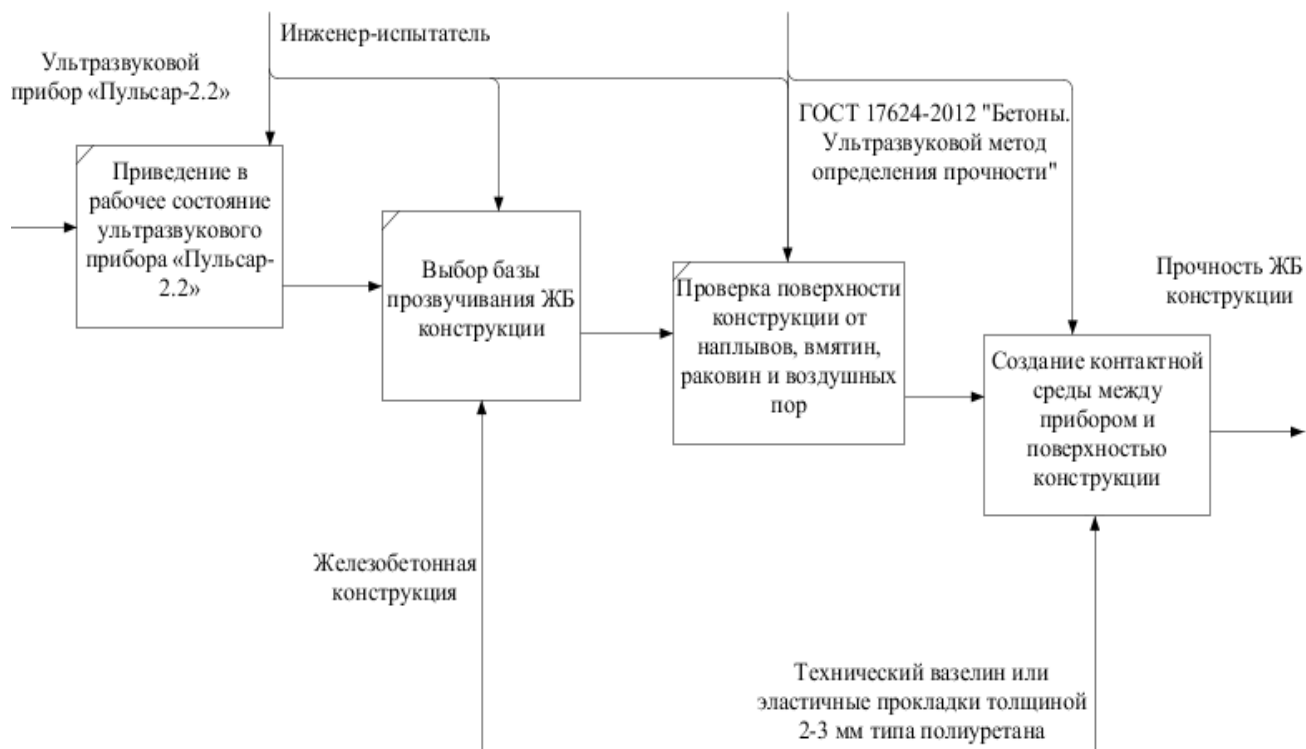 Инженер-испытатель
Ультразвуковой
прибор «Пульсар-2.2»
ГОСТ 17624-2012 "Бетоны.
Ультразвуковой метод
определения прочности"
Приведение в
рабочее состояние
ультразвукового
прибора «Пульсар-
2.2»
Выбор базы
прозвучивания ЖБ
конструкции
Проверка поверхности
конструкции от
наплывов, вмятин,
раковин и воздушных
пор
Прочность ЖБ
конструкции
Создание контактной
среды между
прибором и
поверхностью
конструкции
Железобетонная
конструкция
Технический вазелин или
эластичные прокладки толщиной
2-3 мм типа полиуретана